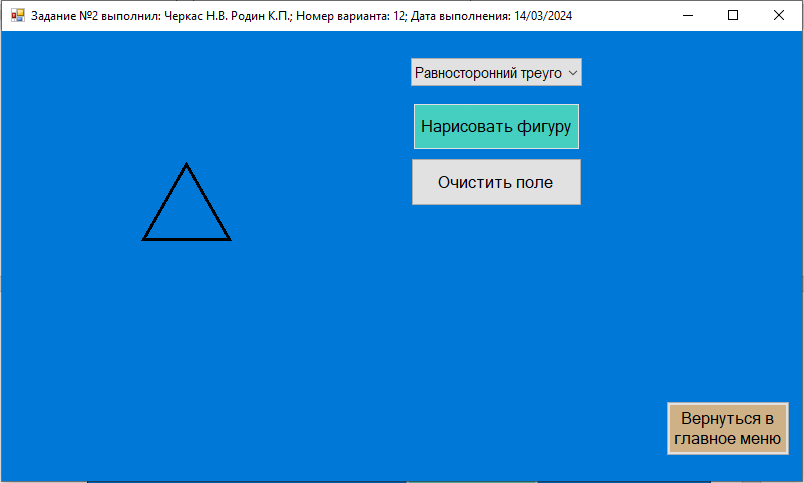 Задание №2 выполнил: Черкас Н.В. Родин К.П.; Номер варианта: 12; Дата выполнения: 14/03/2024
Равносторонний треуго
Нарисовать фигуру
Очистить поле
Вернуться в
главное меню